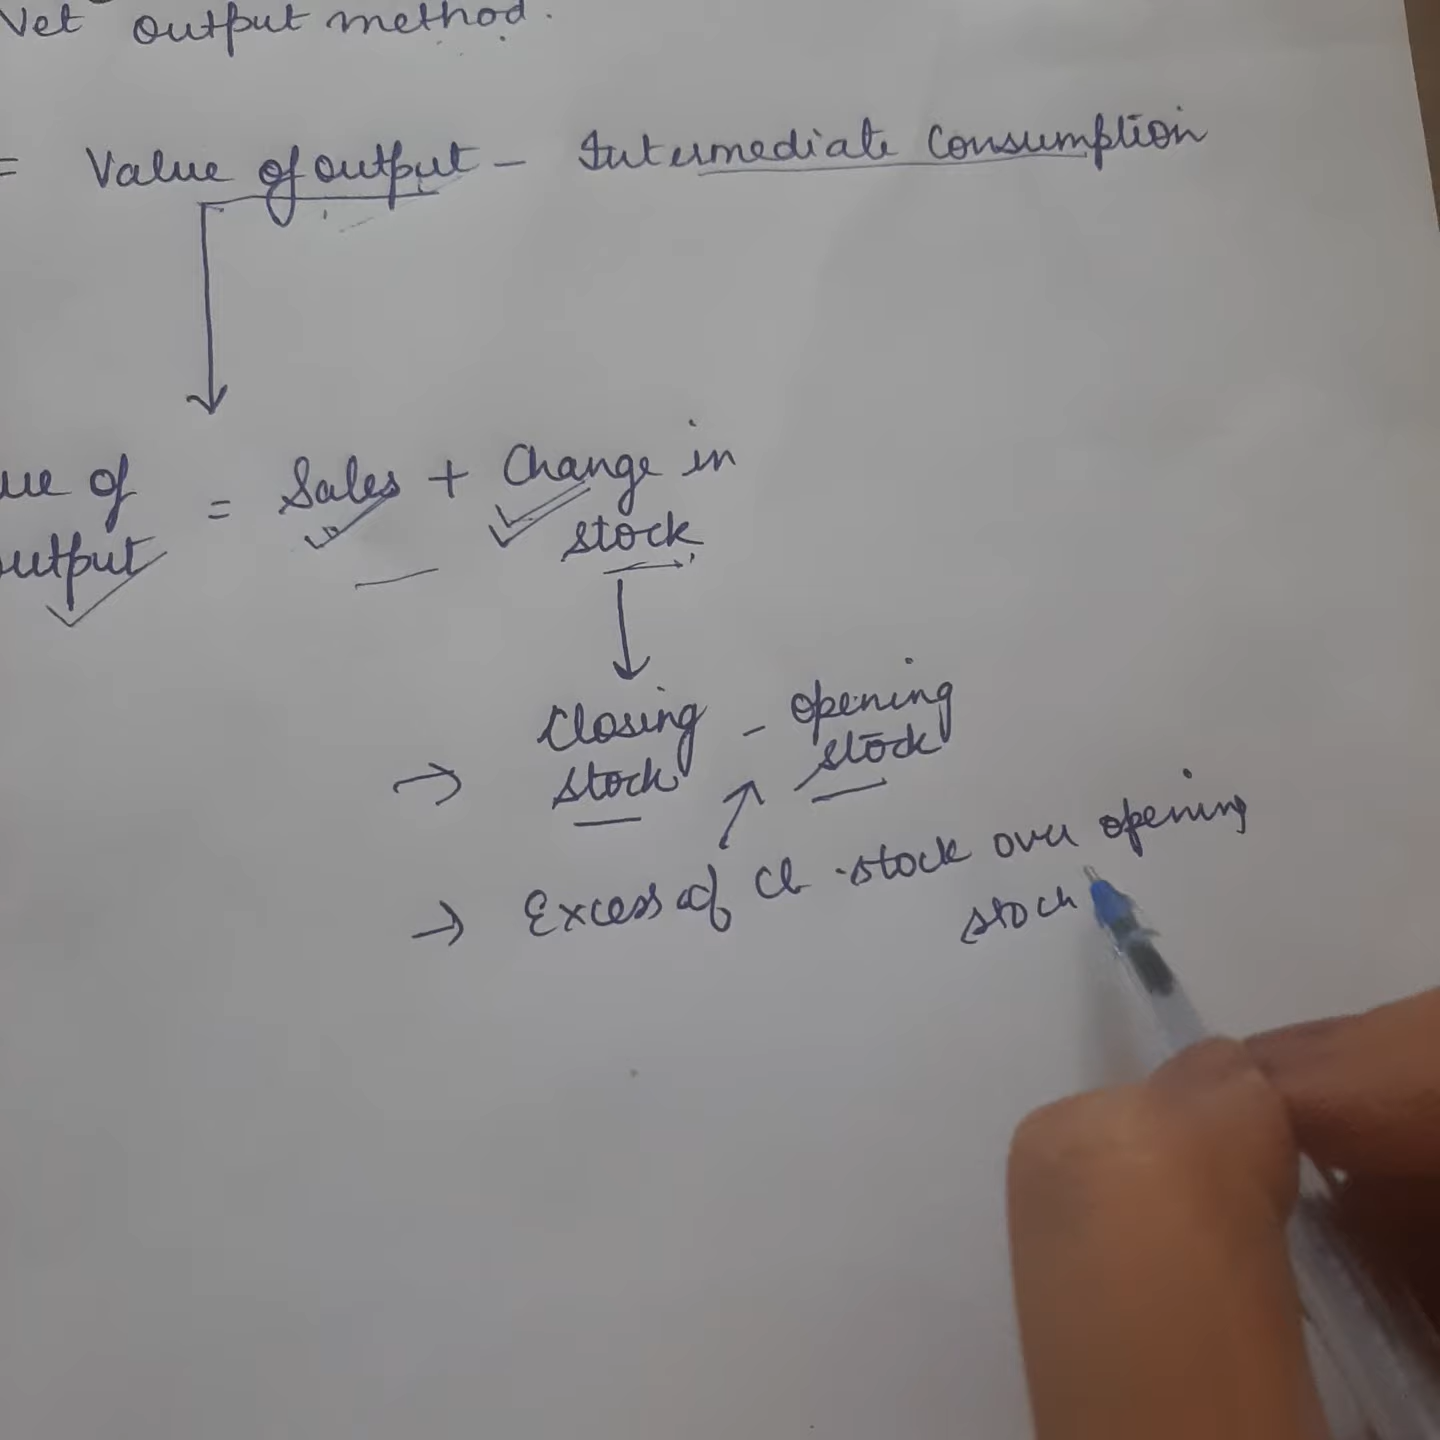 Net output method.
= Value of output - Intermediate Consumption
ue of = Sales + Change in
utput stock
→ Closing - opening
stock stock
→ Excess of Cl. stock over opening
stock